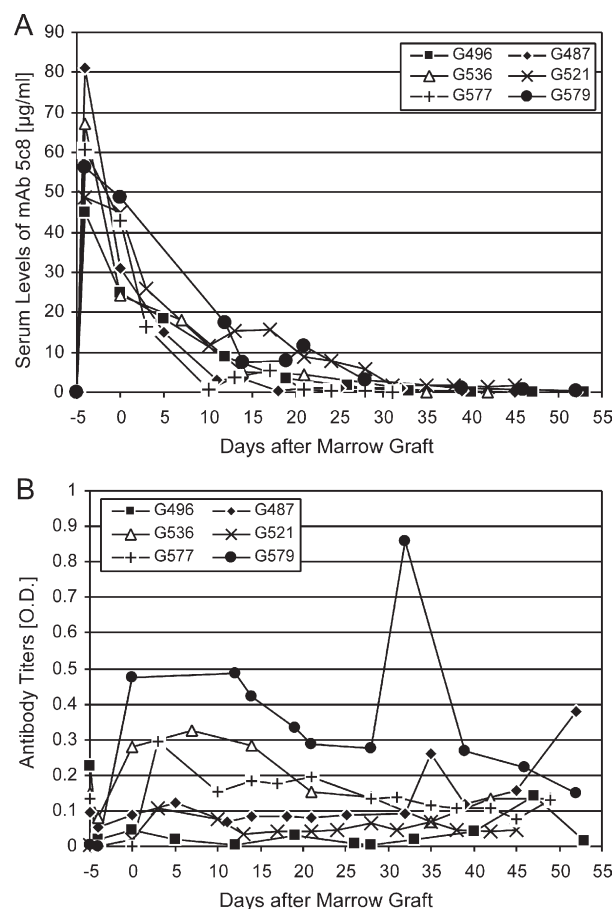 A
90
80
70
60
50
40
30
20
10
0
Serum Levels of mAb 5c8 [µg/ml]
G496 G487
G536 G521
G577 G579
-5 0 5 10 15 20 25 30 35 40 45 50 55
Days after Marrow Graft
B
1
0.9
0.8
0.7
0.6
0.5
0.4
0.3
0.2
0.1
0
Antibody Titers [O.D.]
G496 G487
G536 G521
G577 G579
-5 0 5 10 15 20 25 30 35 40 45 50 55
Days after Marrow Graft